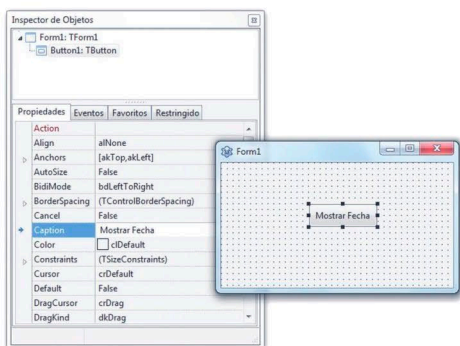 Inspector de Objetos
Form1: TForm1
Button1: TButton
Propiedades Eventos Favoritos Restringido
Action
Align alNone
Anchors [akTop,akLeft]
AutoSize False
BidiMode bdLeftToRight
BorderSpacing (TControlBorderSpacing)
Cancel False
Caption Mostrar Fecha
Color clDefault
Constraints (TSizeConstraints)
Cursor crDefault
Default False
DragCursor crDrag
DragKind dkDrag
Form1
Mostrar Fecha